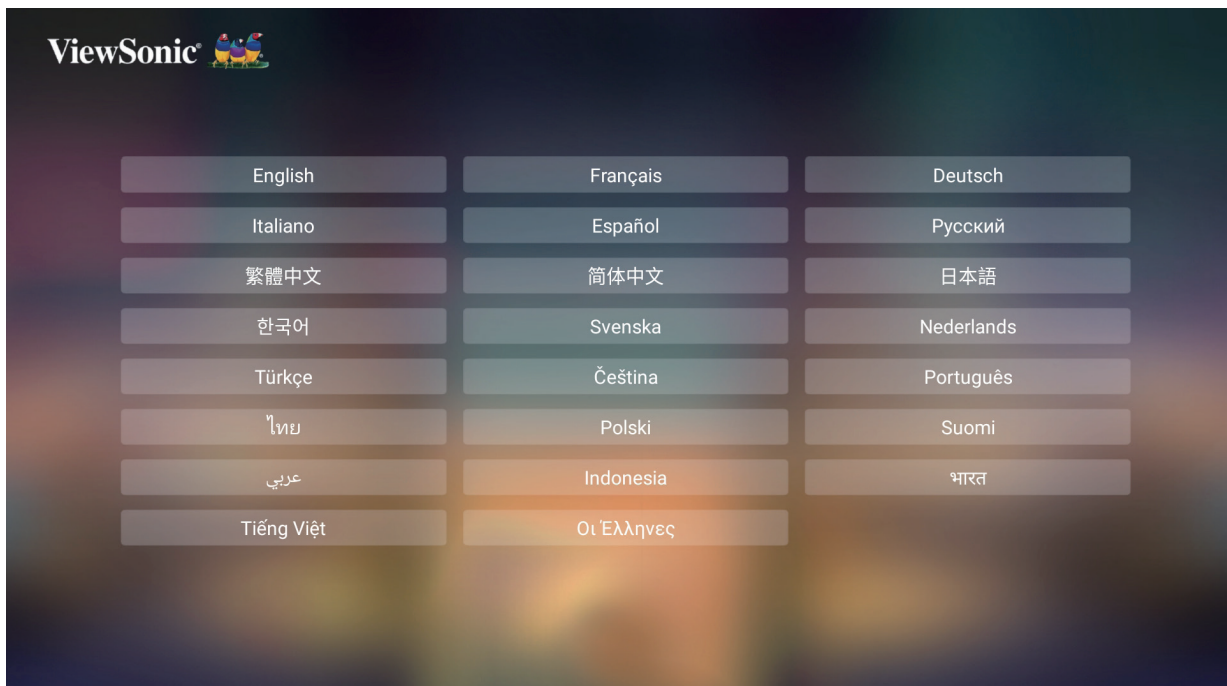 ViewSonic®
English Français Deutsch
Italiano Español Русский
繁體中文 简体中文 日本語
한국어 Svenska Nederlands
Türkçe Čeština Português
ไทย Polski Suomi
عربي Indonesia भारत
Tiếng Việt Οι Έλληνες